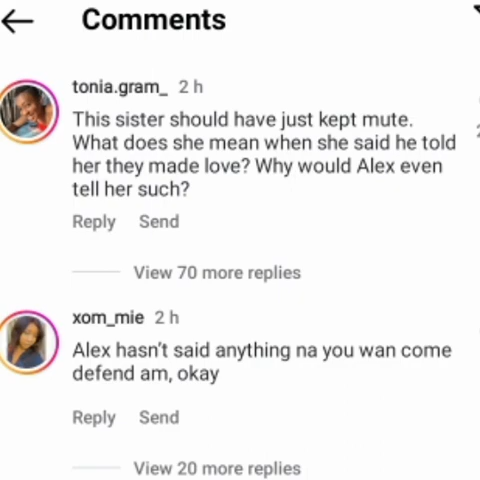 Comments
tonia.gram_ 2 h
This sister should have just kept mute.
What does she mean when she said he told
her they made love? Why would Alex even
tell her such?
Reply Send
View 70 more replies
xom_mie 2 h
Alex hasn't said anything na you wan come
defend am, okay
Reply Send
View 20 more replies